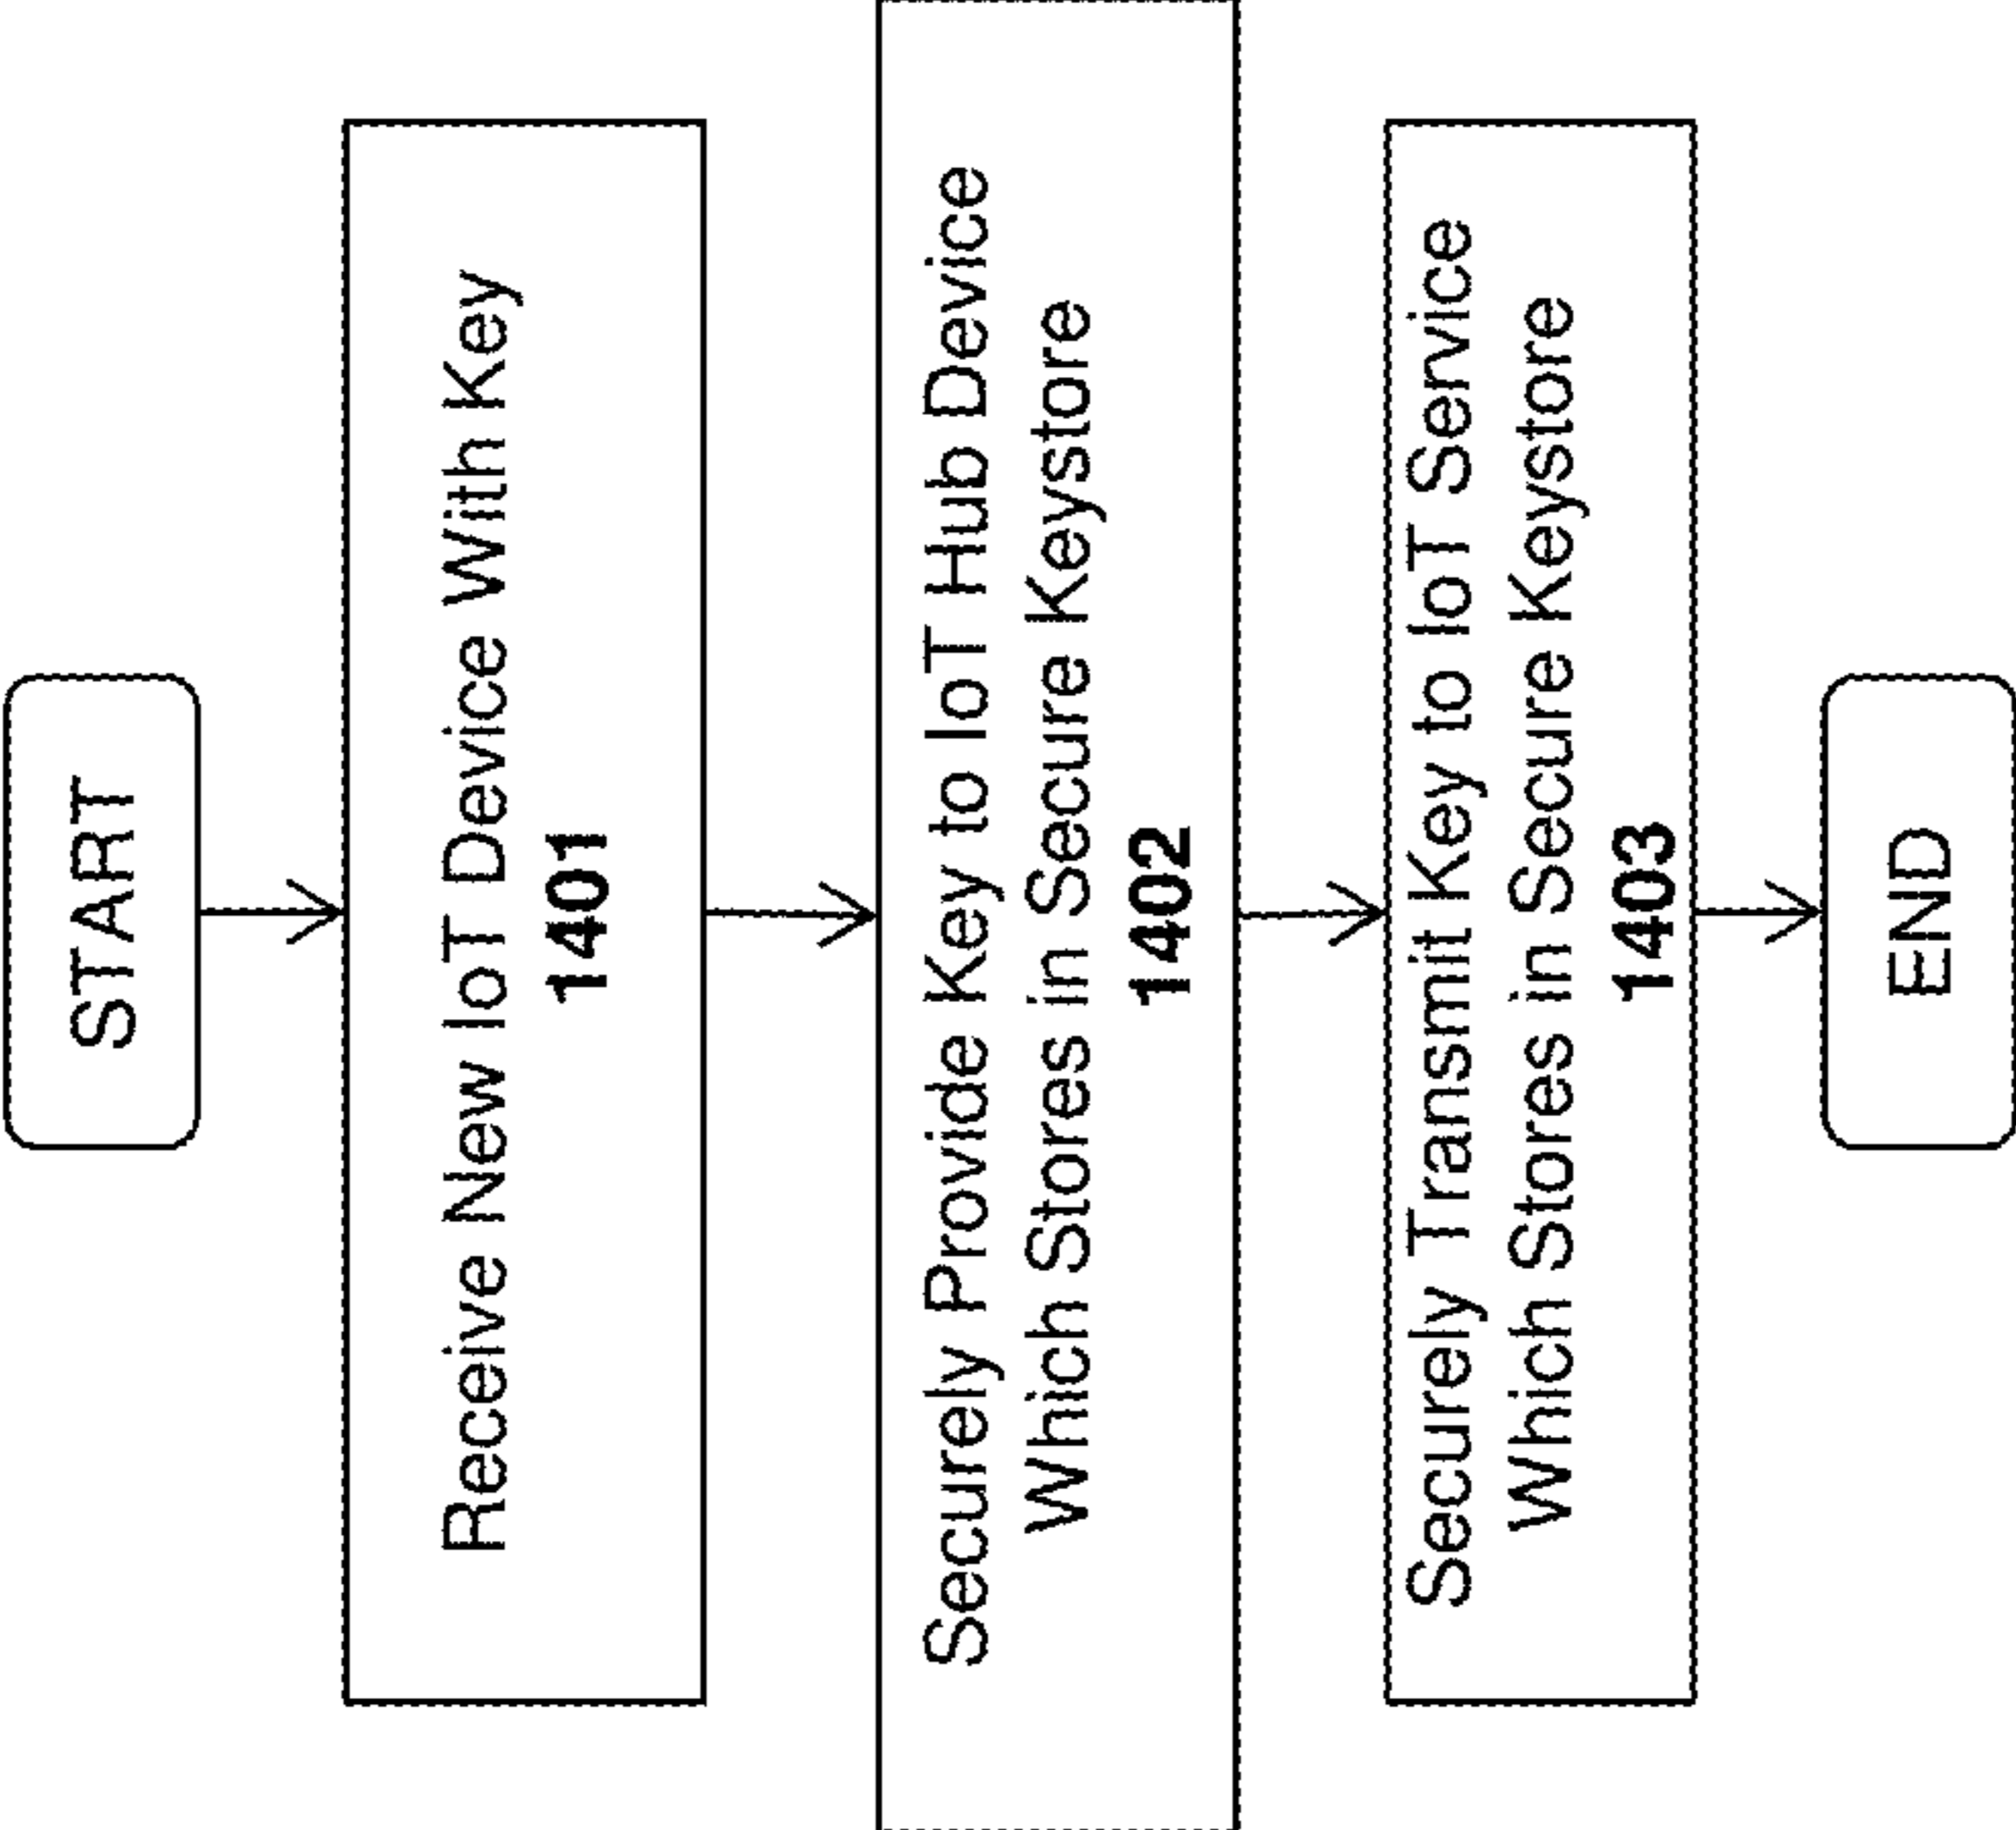 START
Receive New IoT Device With Key
1401
Securely Provide Key to IoT Hub Device
Which Stores in Secure Keystore
1402
Securely Transmit Key to IoT Service
Which Stores in Secure Keystore
1403
END